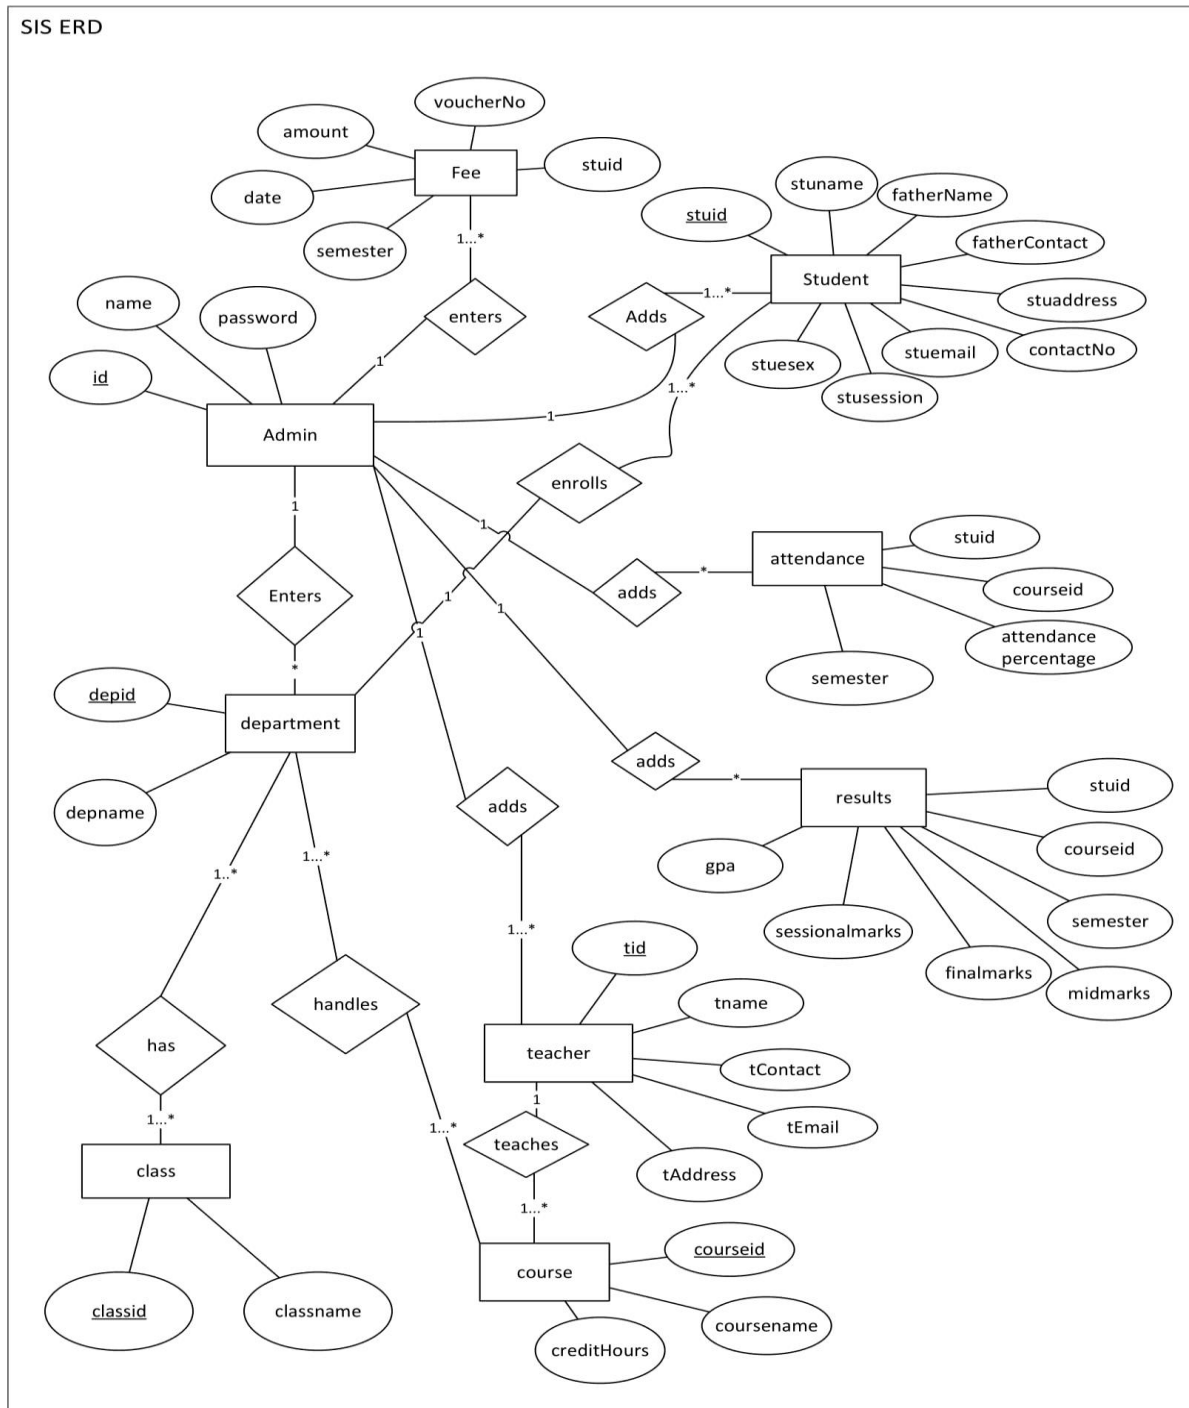 SIS ERD
voucherNo
amount
Fee
stuid
date
semester
1...*
enters
1
stuname
fatherName
stuid
fatherContact
Student
stuaddress
contactNo
stuemail
stusession
stuesex
Adds
1...*
1
1...*
name
password
id
Admin
enrolls
1
1
Enters
*
1
1
1
adds
*
attendance
stuid
courseid
attendance
percentage
semester
depid
department
depname
adds
*
results
stuid
courseid
semester
midmarks
finalmarks
sessionalmarks
gpa
adds
1...*
1..*
1...*
has
handles
1...*
1...*
tid
tname
teacher
tContact
tEmail
tAddress
1
teaches
1...*
class
classid
classname
course
courseid
coursename
creditHours